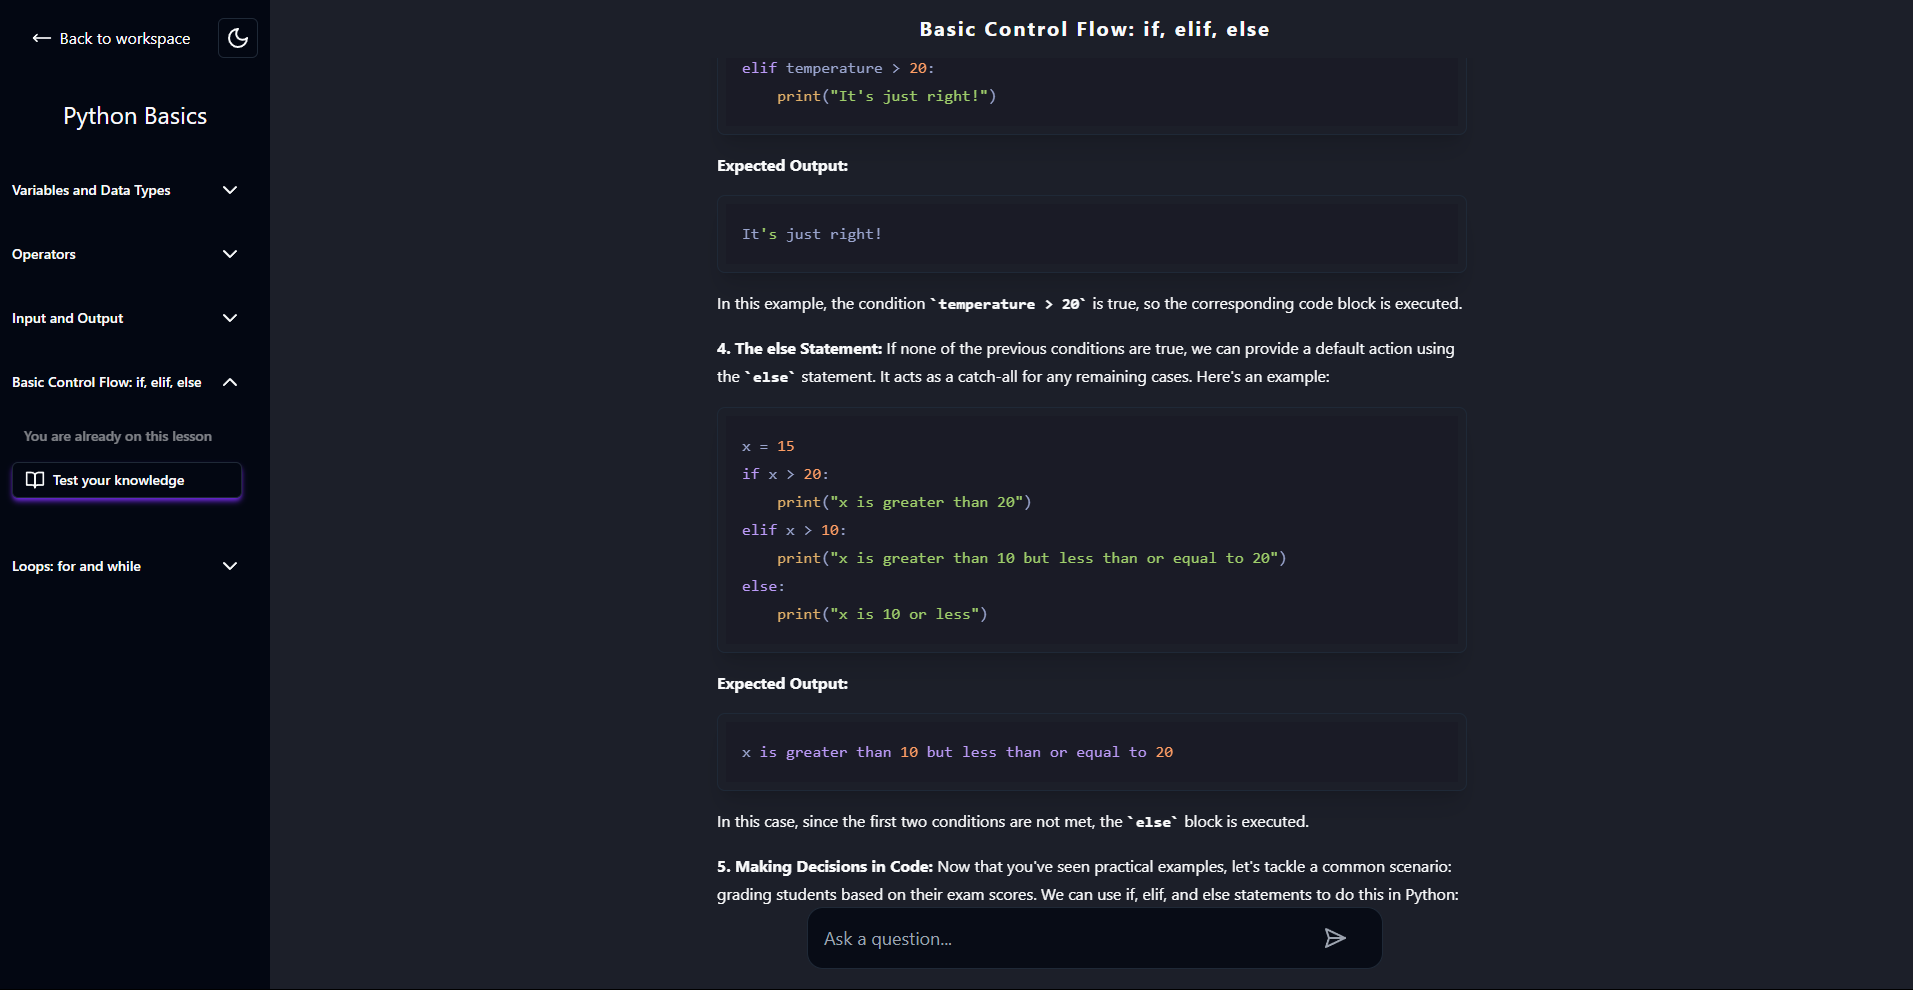 Back to workspace
Python Basics
Variables and Data Types
Operators
Input and Output
Basic Control Flow: if, elif, else
You are already on this lesson
Test your knowledge
Loops: for and while
Basic Control Flow: if, elif, else
elif temperature > 20:
    print("It's just right!")
Expected Output:
It's just right!
In this example, the condition `temperature > 20` is true, so the corresponding code block is executed.
4. The else Statement: If none of the previous conditions are true, we can provide a default action using
the `else` statement. It acts as a catch-all for any remaining cases. Here's an example:
x = 15
if x > 20:
    print("x is greater than 20")
elif x > 10:
    print("x is greater than 10 but less than or equal to 20")
else:
    print("x is 10 or less")
Expected Output:
x is greater than 10 but less than or equal to 20
In this case, since the first two conditions are not met, the `else` block is executed.
5. Making Decisions in Code: Now that you've seen practical examples, let's tackle a common scenario:
grading students based on their exam scores. We can use if, elif, and else statements to do this in Python:
Ask a question...